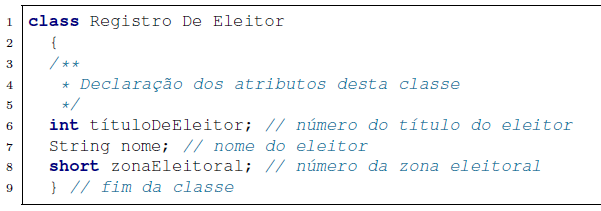 1 class Registro De Eleitor
2 {
3 /**
4 * Declaração dos atributos desta classe
5 */
6 int títuloDeEleitor; // número do título do eleitor
7 String nome; // nome do eleitor
8 short zonaEleitoral; // número da zona eleitoral
9 } // fim da classe